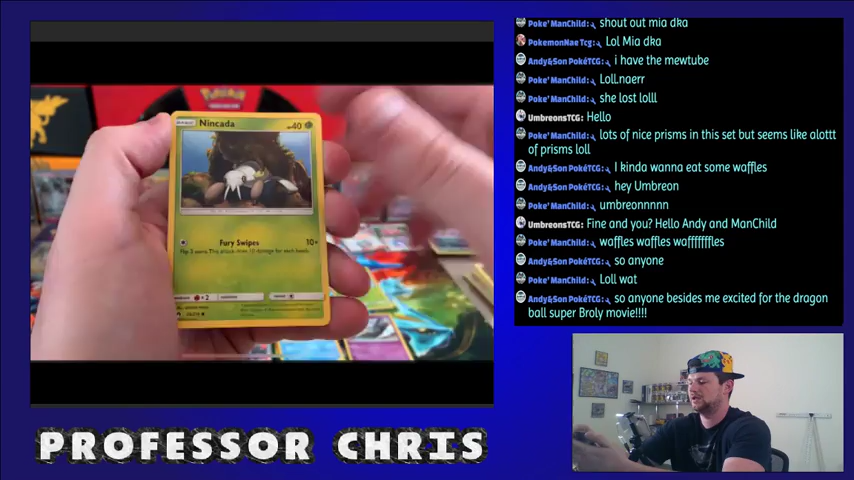 Pokémon
Nincada
40
Fury Swipes 10×
×2
PROFESSOR CHRIS
Poke' ManChild: shout out mia dka
PokemonNae Tcg: Lol Mia dka
Andy&Son PokéTCG: i have the mewtube
Poke' ManChild: Loll.naerr
Poke' ManChild: she lost lolll
UmbreonsTCG: Hello
Poke' ManChild: lots of nice prisms in this set but seems like alottt
of prisms loll
Andy&Son PokéTCG: I kinda wanna eat some waffles
Andy&Son PokéTCG: hey Umbreon
Poke' ManChild: umbreonnnnn
UmbreonsTCG: Fine and you? Hello Andy and ManChild
Poke' ManChild: waffles waffles waffffffles
Andy&Son PokéTCG: so anyone
Poke' ManChild: Loll wat
Andy&Son PokéTCG: so anyone besides me excited for the dragon
ball super Broly movie!!!!